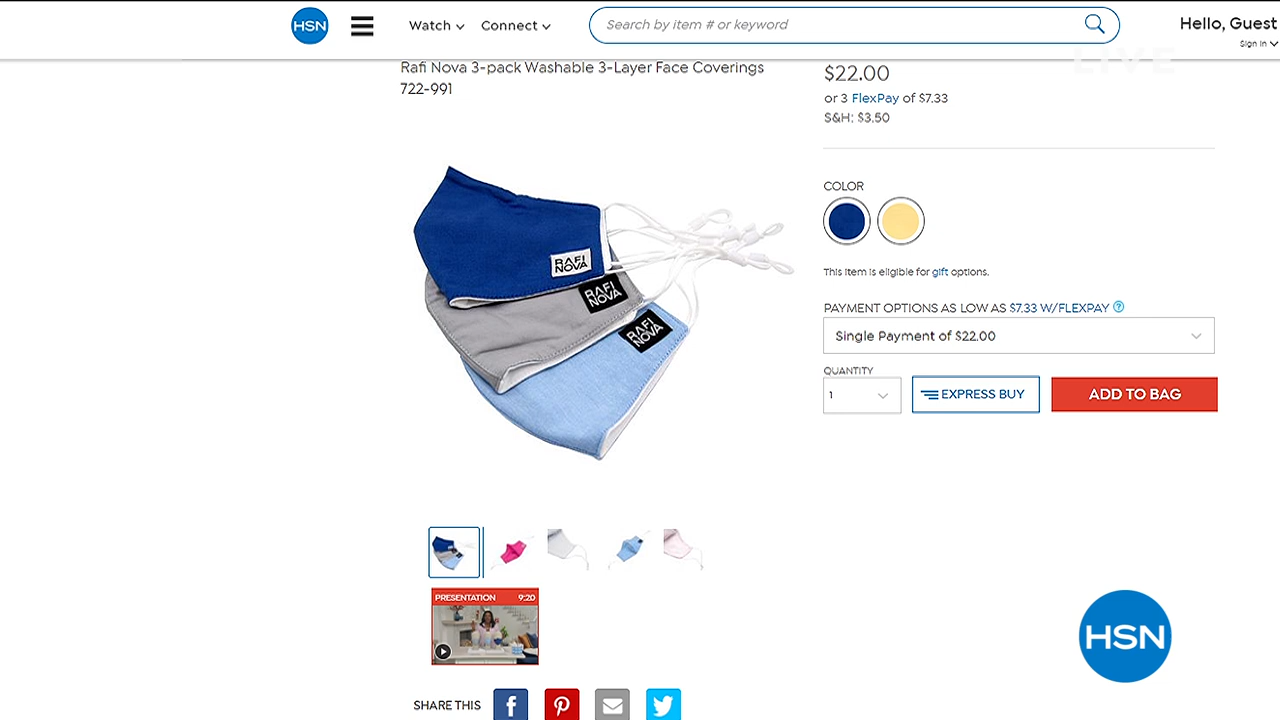 HSN
Watch
Connect
Search by item # or keyword
Hello, Guest
Sign In
LIVE
Rafi Nova 3-pack Washable 3-Layer Face Coverings
722-991
$22.00
or 3 FlexPay of $7.33
S&H: $3.50
COLOR
This item is eligible for gift options.
PAYMENT OPTIONS AS LOW AS $7.33 W/FLEXPAY ?
Single Payment of $22.00
QUANTITY
1
EXPRESS BUY
ADD TO BAG
RAFI
NOVA
RAFI
NOVA
RAFI
NOVA
PRESENTATION 9:20
HSN
SHARE THIS